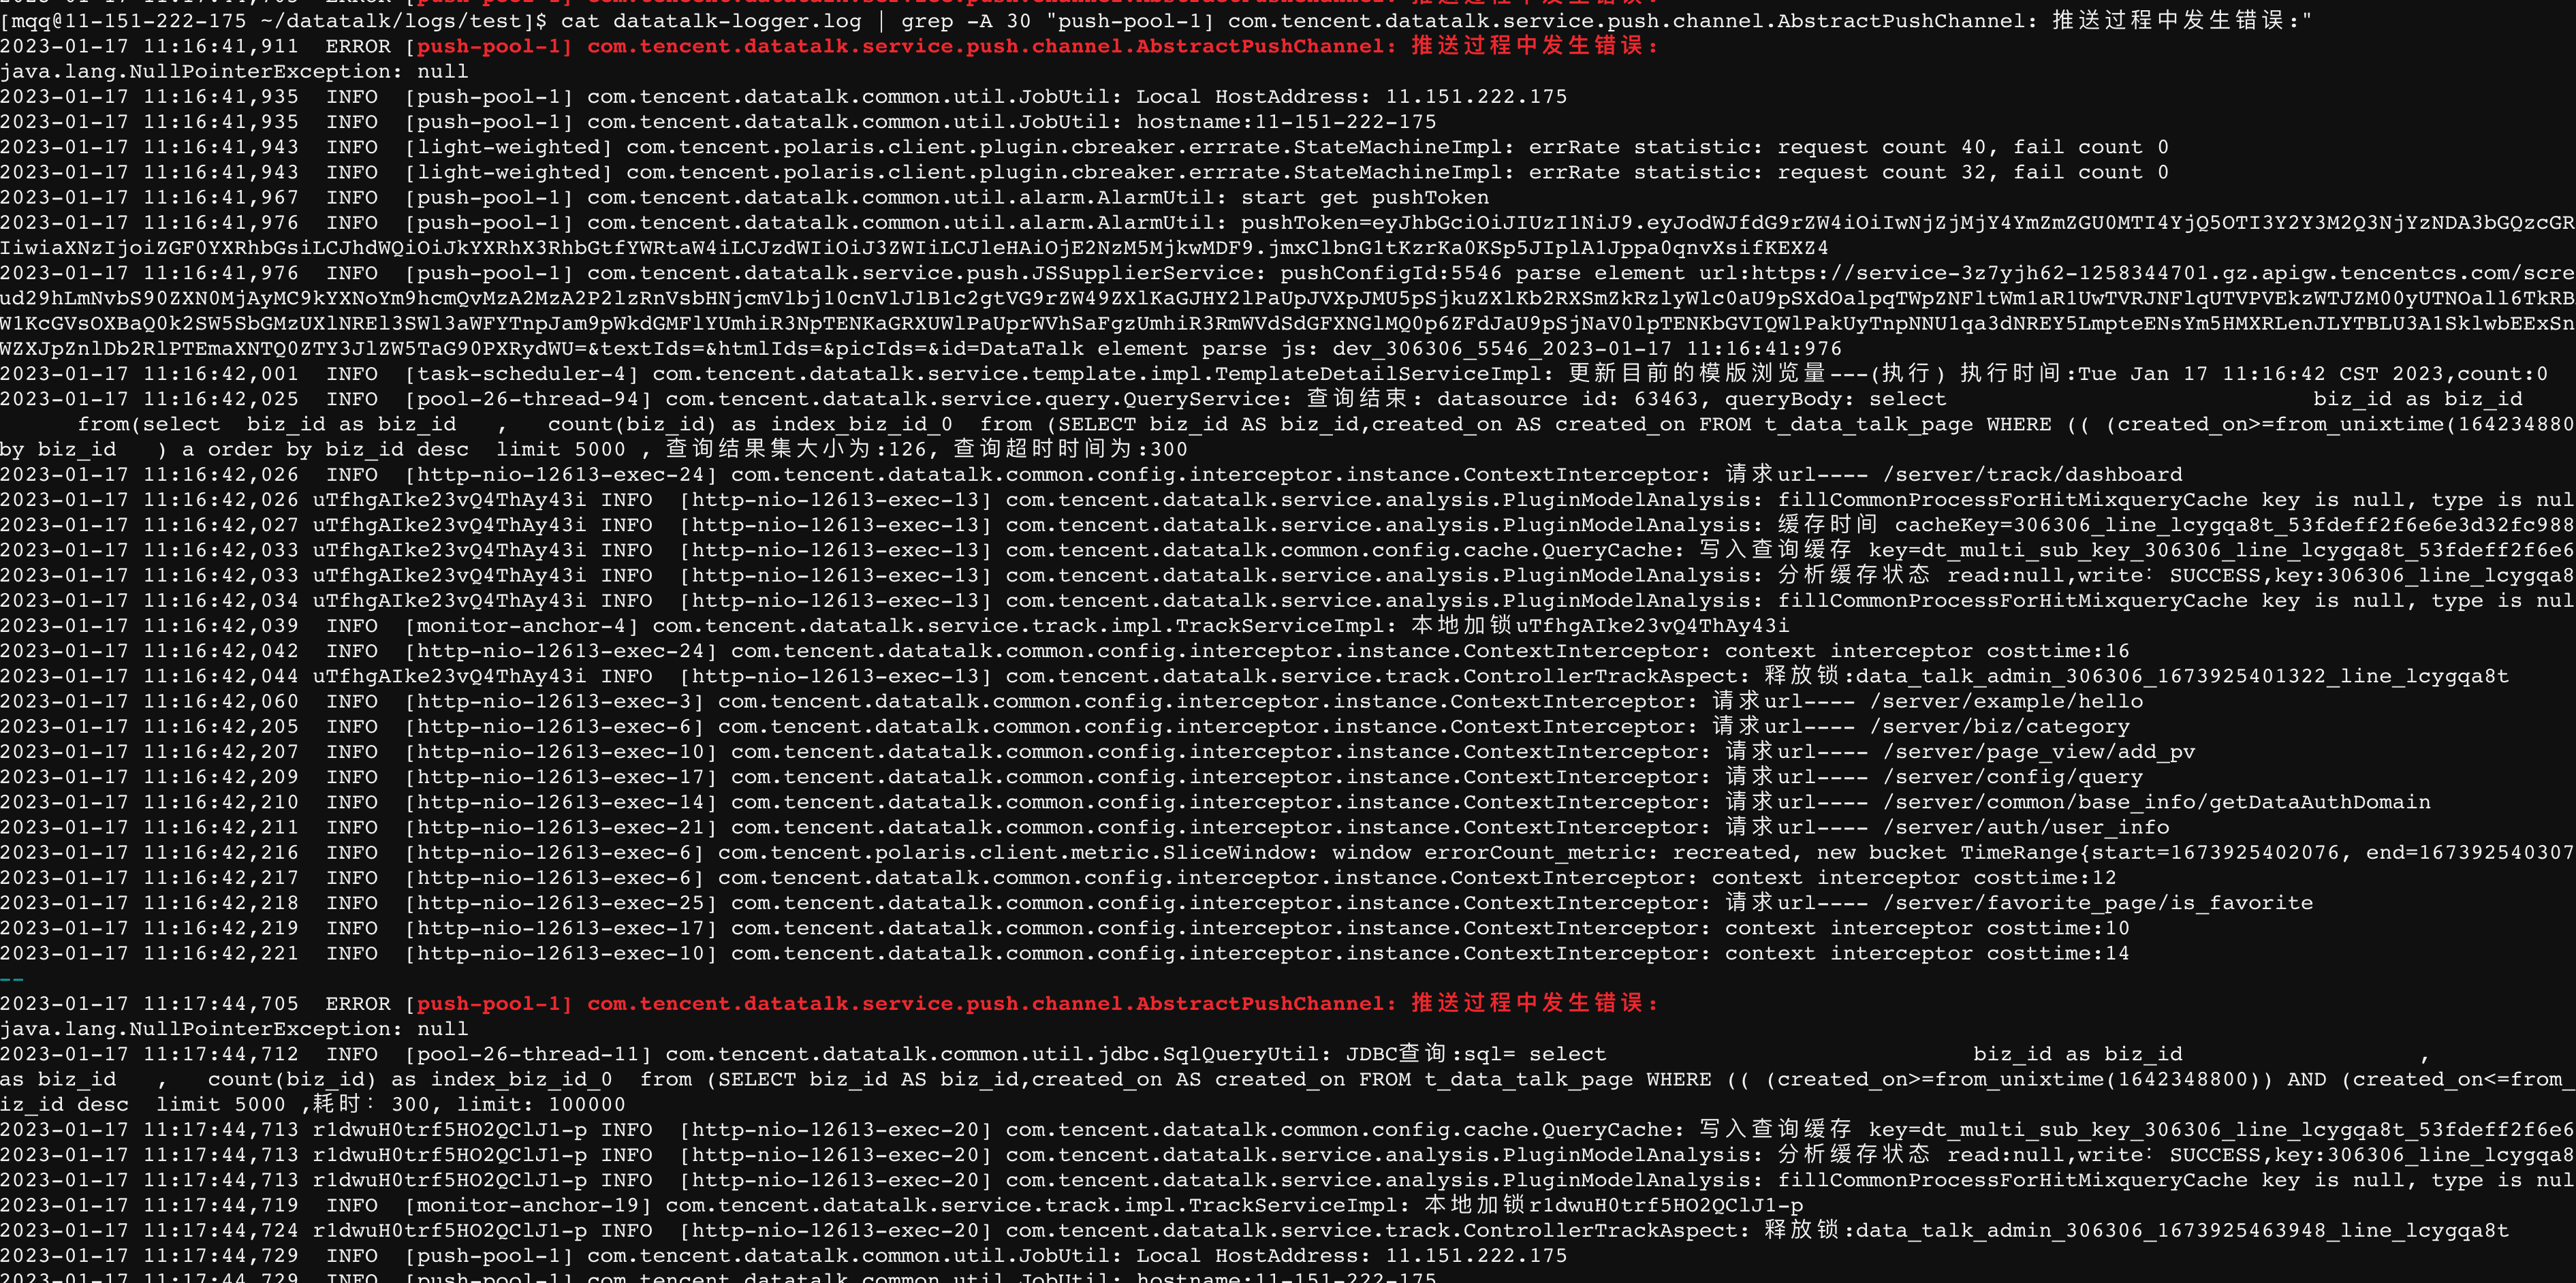 [mqq@11-151-222-175 ~/datatalk/logs/test]$ cat datatalk-logger.log | grep -A 30 "push-pool-1] com.tencent.datatalk.service.push.channel.AbstractPushChannel: 推送过程中发生错误:"
2023-01-17 11:16:41,911  ERROR [push-pool-1] com.tencent.datatalk.service.push.channel.AbstractPushChannel: 推送过程中发生错误:
java.lang.NullPointerException: null
2023-01-17 11:16:41,935  INFO  [push-pool-1] com.tencent.datatalk.common.util.JobUtil: Local HostAddress: 11.151.222.175
2023-01-17 11:16:41,935  INFO  [push-pool-1] com.tencent.datatalk.common.util.JobUtil: hostname:11-151-222-175
2023-01-17 11:16:41,943  INFO  [light-weighted] com.tencent.polaris.client.plugin.cbreaker.errrate.StateMachineImpl: errRate statistic: request count 40, fail count 0
2023-01-17 11:16:41,943  INFO  [light-weighted] com.tencent.polaris.client.plugin.cbreaker.errrate.StateMachineImpl: errRate statistic: request count 32, fail count 0
2023-01-17 11:16:41,967  INFO  [push-pool-1] com.tencent.datatalk.common.util.alarm.AlarmUtil: start get pushToken
2023-01-17 11:16:41,976  INFO  [push-pool-1] com.tencent.datatalk.common.util.alarm.AlarmUtil:
2023-01-17 11:16:41,976  INFO  [push-pool-1] com.tencent.datatalk.service.push.JSSupplierService: pushConfigId:5546 parse element url:https://service-3z7yjh62-1258344701.gz.apigw.tencentcs.com/scre
DataTalk element parse js: dev_306306_5546_2023-01-17 11:16:41:976
2023-01-17 11:16:42,001  INFO  [task-scheduler-4] com.tencent.datatalk.service.template.impl.TemplateDetailServiceImpl: 更新目前的模版浏览量---(执行) 执行时间:Tue Jan 17 11:16:42 CST 2023,count:0
2023-01-17 11:16:42,025  INFO  [pool-26-thread-94] com.tencent.datatalk.service.query.QueryService: 查询结束: datasource id: 63463, queryBody: select biz_id as biz_id
from(select  biz_id as biz_id   ,   count(biz_id) as index_biz_id_0  from (SELECT biz_id AS biz_id,created_on AS created_on FROM t_data_talk_page WHERE (( (created_on>=from_unixtime(164234880
by biz_id   ) a order by biz_id desc  limit 5000 , 查询结果集大小为:126, 查询超时时间为:300
2023-01-17 11:16:42,026  INFO  [http-nio-12613-exec-24] com.tencent.datatalk.common.config.interceptor.instance.ContextInterceptor: 请求url---- /server/track/dashboard
2023-01-17 11:16:42,026 uTfhgAIke23vQ4ThAy43i INFO  [http-nio-12613-exec-13] com.tencent.datatalk.service.analysis.PluginModelAnalysis: fillCommonProcessForHitMixqueryCache key is null, type is nul
2023-01-17 11:16:42,027 uTfhgAIke23vQ4ThAy43i INFO  [http-nio-12613-exec-13] com.tencent.datatalk.service.analysis.PluginModelAnalysis: 缓存时间 cacheKey=306306_line_lcygqa8t_53fdeff2f6e6e3d32fc988
2023-01-17 11:16:42,033 uTfhgAIke23vQ4ThAy43i INFO  [http-nio-12613-exec-13] com.tencent.datatalk.common.config.cache.QueryCache: 写入查询缓存 key=dt_multi_sub_key_306306_line_lcygqa8t_53fdeff2f6e6
2023-01-17 11:16:42,033 uTfhgAIke23vQ4ThAy43i INFO  [http-nio-12613-exec-13] com.tencent.datatalk.service.analysis.PluginModelAnalysis: 分析缓存状态 read:null,write: SUCCESS,key:306306_line_lcygqa8
2023-01-17 11:16:42,034 uTfhgAIke23vQ4ThAy43i INFO  [http-nio-12613-exec-13] com.tencent.datatalk.service.analysis.PluginModelAnalysis: fillCommonProcessForHitMixqueryCache key is null, type is nul
2023-01-17 11:16:42,039  INFO  [monitor-anchor-4] com.tencent.datatalk.service.track.impl.TrackServiceImpl: 本地加锁uTfhgAIke23vQ4ThAy43i
2023-01-17 11:16:42,042  INFO  [http-nio-12613-exec-24] com.tencent.datatalk.common.config.interceptor.instance.ContextInterceptor: context interceptor costtime:16
2023-01-17 11:16:42,044 uTfhgAIke23vQ4ThAy43i INFO  [http-nio-12613-exec-13] com.tencent.datatalk.service.track.ControllerTrackAspect: 释放锁:data_talk_admin_306306_1673925401322_line_lcygqa8t
2023-01-17 11:16:42,060  INFO  [http-nio-12613-exec-3] com.tencent.datatalk.common.config.interceptor.instance.ContextInterceptor: 请求url---- /server/example/hello
2023-01-17 11:16:42,205  INFO  [http-nio-12613-exec-6] com.tencent.datatalk.common.config.interceptor.instance.ContextInterceptor: 请求url---- /server/biz/category
2023-01-17 11:16:42,207  INFO  [http-nio-12613-exec-10] com.tencent.datatalk.common.config.interceptor.instance.ContextInterceptor: 请求url---- /server/page_view/add_pv
2023-01-17 11:16:42,209  INFO  [http-nio-12613-exec-17] com.tencent.datatalk.common.config.interceptor.instance.ContextInterceptor: 请求url---- /server/config/query
2023-01-17 11:16:42,210  INFO  [http-nio-12613-exec-14] com.tencent.datatalk.common.config.interceptor.instance.ContextInterceptor: 请求url---- /server/common/base_info/getDataAuthDomain
2023-01-17 11:16:42,211  INFO  [http-nio-12613-exec-21] com.tencent.datatalk.common.config.interceptor.instance.ContextInterceptor: 请求url---- /server/auth/user_info
2023-01-17 11:16:42,216  INFO  [http-nio-12613-exec-6] com.tencent.polaris.client.metric.SliceWindow: window errorCount_metric: recreated, new bucket TimeRange{start=1673925402076, end=167392540307
2023-01-17 11:16:42,217  INFO  [http-nio-12613-exec-6] com.tencent.datatalk.common.config.interceptor.instance.ContextInterceptor: context interceptor costtime:12
2023-01-17 11:16:42,218  INFO  [http-nio-12613-exec-25] com.tencent.datatalk.common.config.interceptor.instance.ContextInterceptor: 请求url---- /server/favorite_page/is_favorite
2023-01-17 11:16:42,219  INFO  [http-nio-12613-exec-17] com.tencent.datatalk.common.config.interceptor.instance.ContextInterceptor: context interceptor costtime:10
2023-01-17 11:16:42,221  INFO  [http-nio-12613-exec-10] com.tencent.datatalk.common.config.interceptor.instance.ContextInterceptor: context interceptor costtime:14
--
2023-01-17 11:17:44,705  ERROR [push-pool-1] com.tencent.datatalk.service.push.channel.AbstractPushChannel: 推送过程中发生错误:
java.lang.NullPointerException: null
2023-01-17 11:17:44,712  INFO  [pool-26-thread-11] com.tencent.datatalk.common.util.jdbc.SqlQueryUtil: JDBC查询:sql= select biz_id as biz_id ,
as biz_id   ,   count(biz_id) as index_biz_id_0  from (SELECT biz_id AS biz_id,created_on AS created_on FROM t_data_talk_page WHERE (( (created_on>=from_unixtime(1642348800)) AND (created_on<=from_
iz_id desc  limit 5000 ,耗时: 300, limit: 100000
2023-01-17 11:17:44,713 r1dwuH0trf5HO2QClJ1-p INFO  [http-nio-12613-exec-20] com.tencent.datatalk.common.config.cache.QueryCache: 写入查询缓存 key=dt_multi_sub_key_306306_line_lcygqa8t_53fdeff2f6e6
2023-01-17 11:17:44,713 r1dwuH0trf5HO2QClJ1-p INFO  [http-nio-12613-exec-20] com.tencent.datatalk.service.analysis.PluginModelAnalysis: 分析缓存状态 read:null,write: SUCCESS,key:306306_line_lcygqa8
2023-01-17 11:17:44,713 r1dwuH0trf5HO2QClJ1-p INFO  [http-nio-12613-exec-20] com.tencent.datatalk.service.analysis.PluginModelAnalysis: fillCommonProcessForHitMixqueryCache key is null, type is nul
2023-01-17 11:17:44,719  INFO  [monitor-anchor-19] com.tencent.datatalk.service.track.impl.TrackServiceImpl: 本地加锁r1dwuH0trf5HO2QClJ1-p
2023-01-17 11:17:44,724 r1dwuH0trf5HO2QClJ1-p INFO  [http-nio-12613-exec-20] com.tencent.datatalk.service.track.ControllerTrackAspect: 释放锁:data_talk_admin_306306_1673925463948_line_lcygqa8t
2023-01-17 11:17:44,729  INFO  [push-pool-1] com.tencent.datatalk.common.util.JobUtil: Local HostAddress: 11.151.222.175
2023-01-17 11:17:44,729  INFO  [push-pool-1] com.tencent.datatalk.common.util.JobUtil: hostname:11-151-222-175